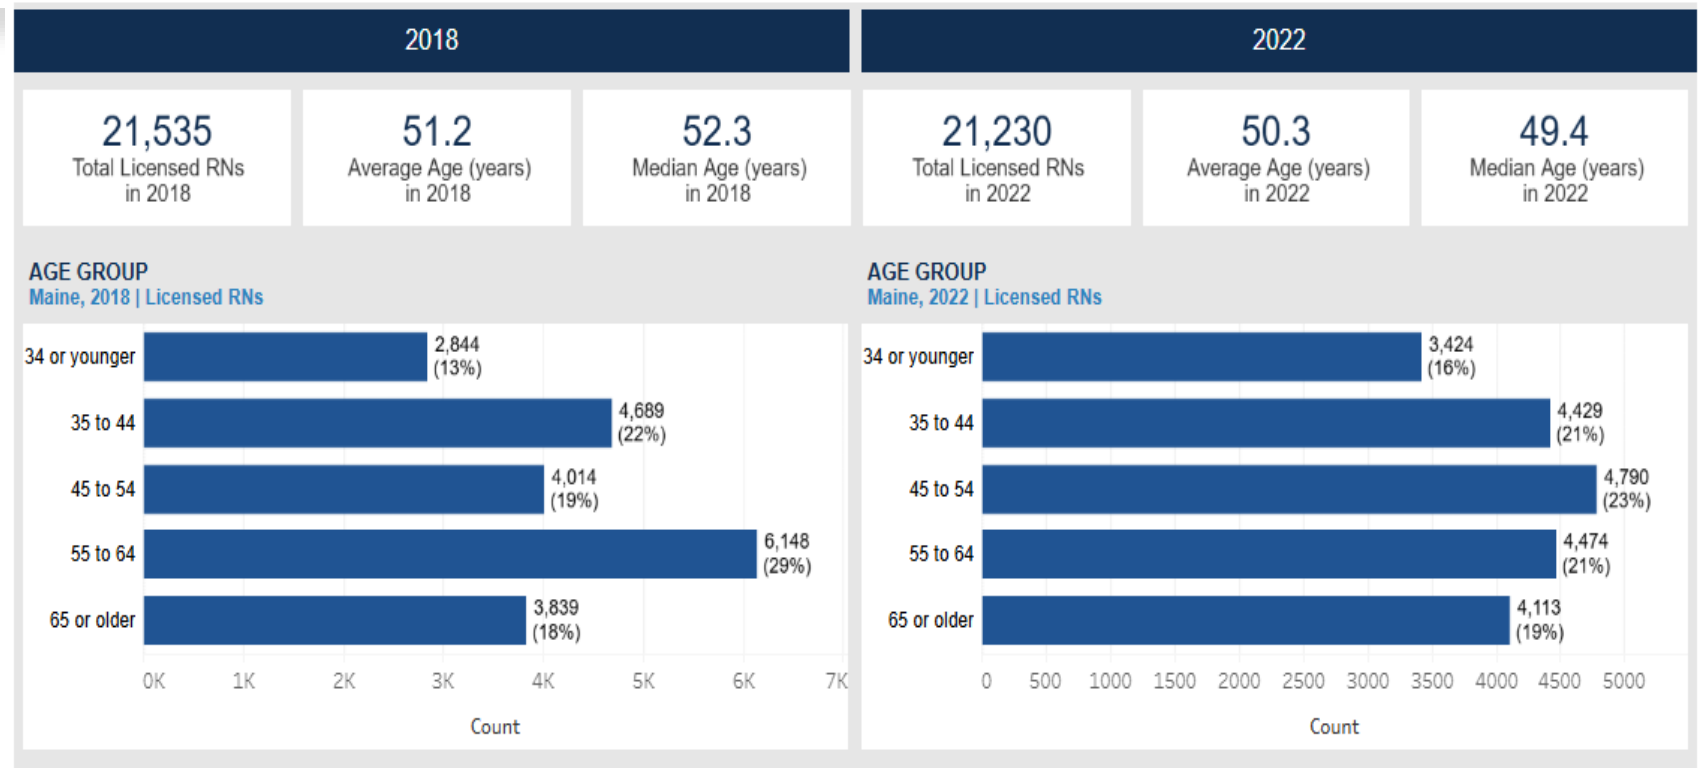 2018
21,535
Total Licensed RNs
in 2018
51.2
Average Age (years)
in 2018
52.3
Median Age (years)
in 2018
AGE GROUP
Maine, 2018 | Licensed RNs
34 or younger
2,844
(13%)
35 to 44
4,689
(22%)
45 to 54
4,014
(19%)
55 to 64
6,148
(29%)
65 or older
3,839
(18%)
0K 1K 2K 3K 4K 5K 6K 7K
Count
2022
21,230
Total Licensed RNs
in 2022
50.3
Average Age (years)
in 2022
49.4
Median Age (years)
in 2022
AGE GROUP
Maine, 2022 | Licensed RNs
34 or younger
3,424
(16%)
35 to 44
4,429
(21%)
45 to 54
4,790
(23%)
55 to 64
4,474
(21%)
65 or older
4,113
(19%)
0 500 1000 1500 2000 2500 3000 3500 4000 4500 5000
Count